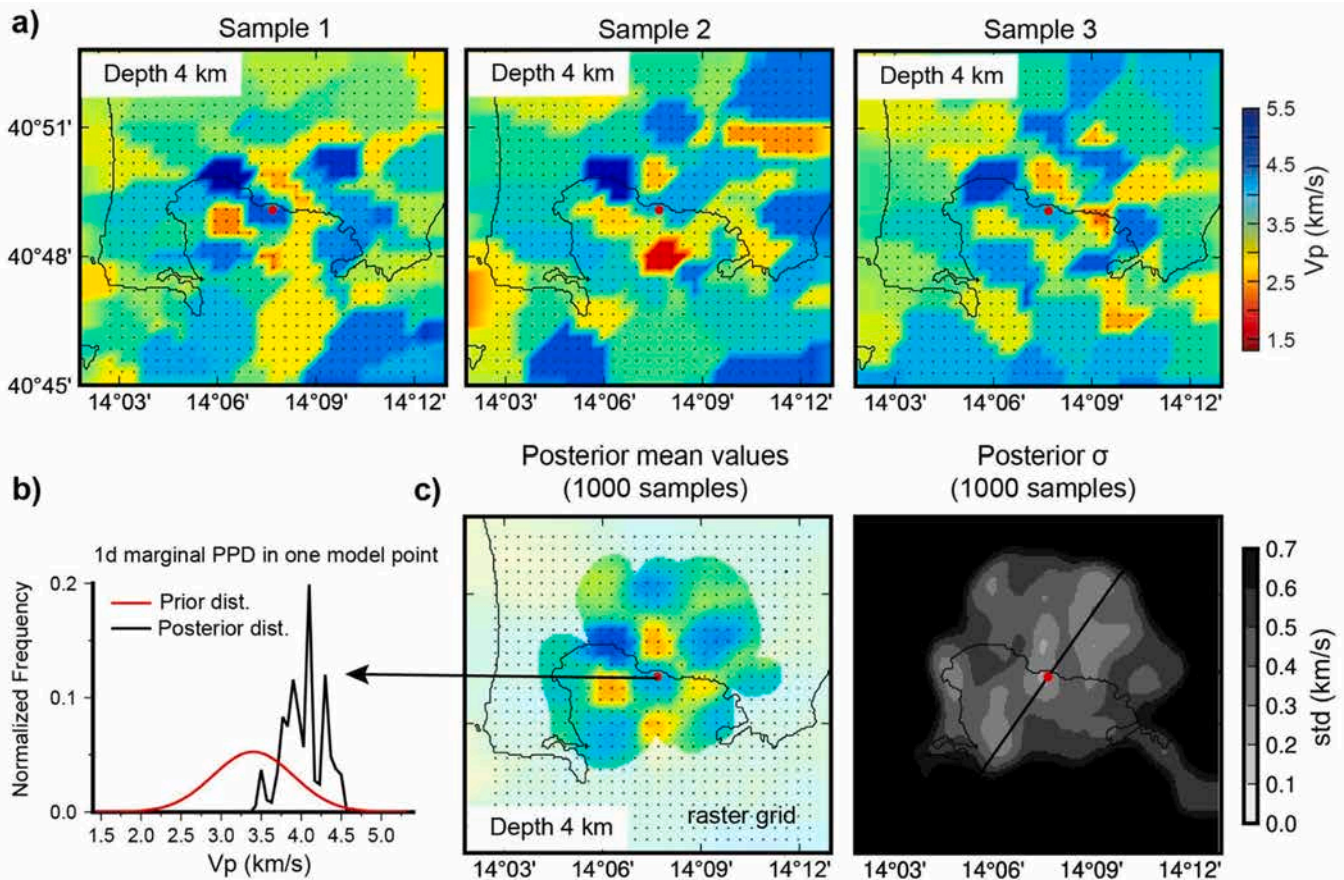 a)
Sample 1
Sample 2
Sample 3
Depth 4 km
Depth 4 km
Depth 4 km
40°51'
40°48'
40°45'
14°03' 14°06' 14°09' 14°12'
14°03' 14°06' 14°09' 14°12'
14°03' 14°06' 14°09' 14°12'
5.5
4.5
3.5
2.5
1.5
Vp (km/s)
b)
1d marginal PPD in one model point
Prior dist.
Posterior dist.
0.2
0.1
0.0
Normalized Frequency
1.5 2.0 2.5 3.0 3.5 4.0 4.5 5.0
Vp (km/s)
c)
Posterior mean values
(1000 samples)
raster grid
Depth 4 km
14°03' 14°06' 14°09' 14°12'
Posterior σ
(1000 samples)
14°03' 14°06' 14°09' 14°12'
0.7
0.6
0.5
0.4
0.3
0.2
0.1
0.0
std (km/s)